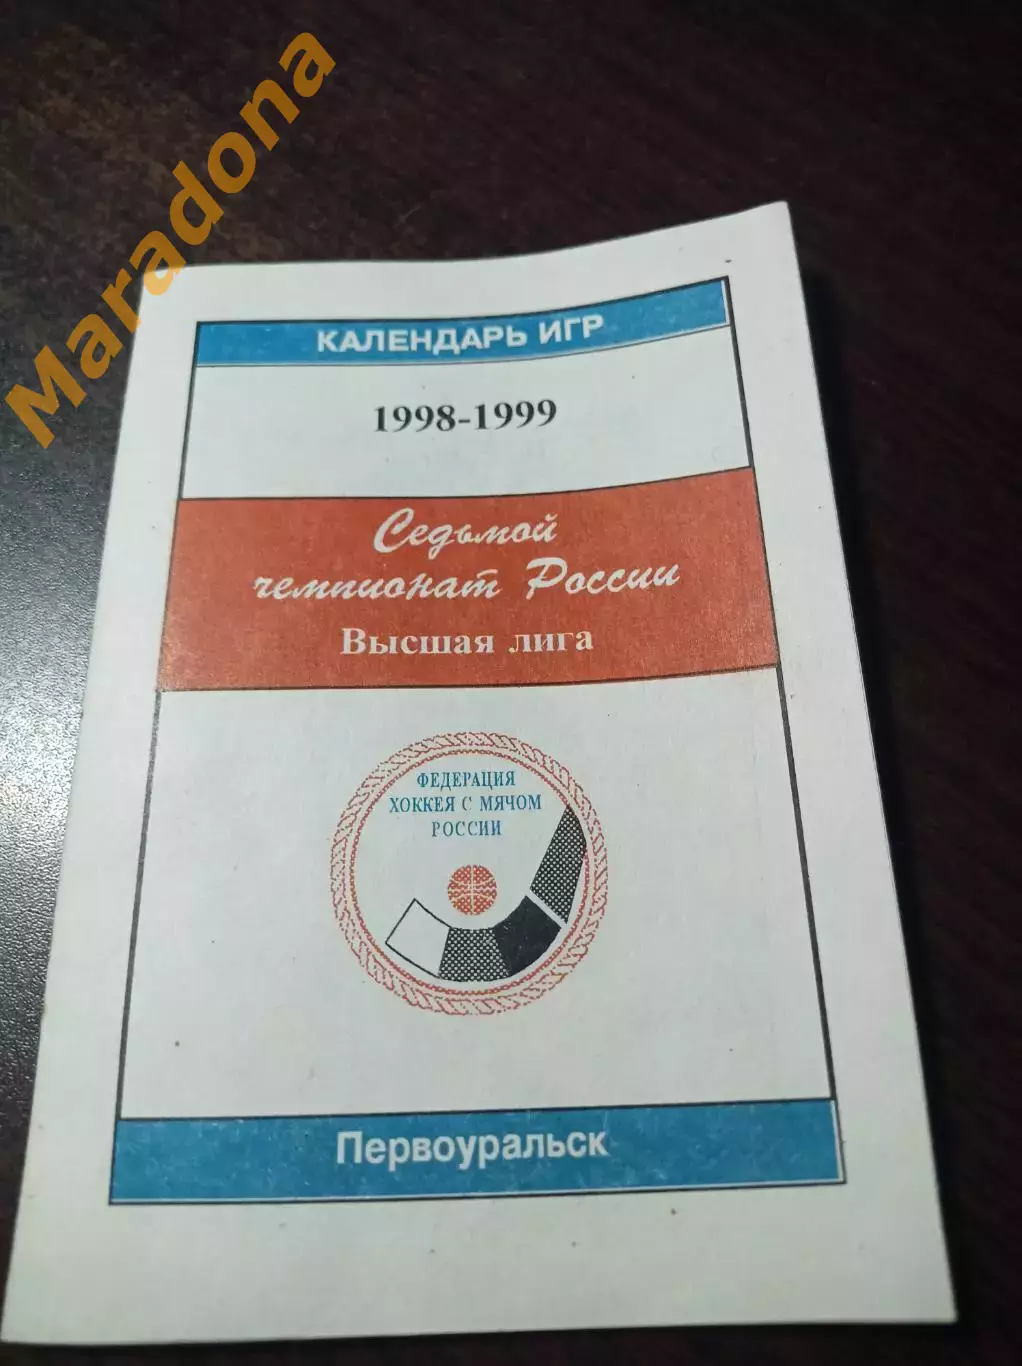 Maradona
КАЛЕНДАРЬ ИГР
1998-1999
Седьмой
чемпионат России
Высшая лига
ФЕДЕРАЦИЯ
ХОККЕЯ С МЯЧОМ
РОССИИ
Первоуральск